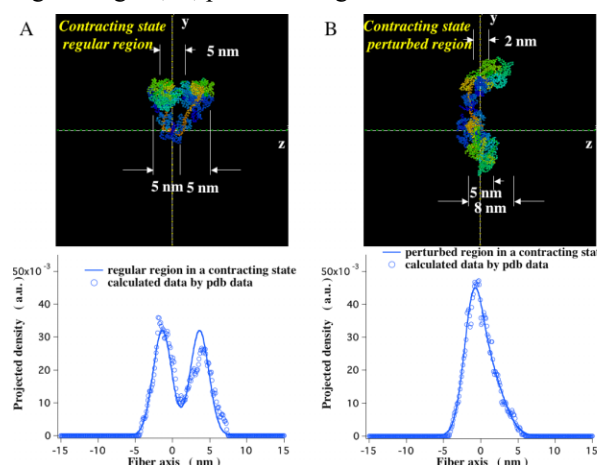 A
Contracting state
regular region
y
5 nm
z
5 nm 5 nm
B
Contracting state
perturbed region
y
2 nm
z
5 nm
8 nm
50x10⁻³
40
30
20
10
0
Projected density ( a.u. )
regular region in a contracting state
calculated data by pdb data
-15 -10 -5 0 5 10 15
Fiber axis ( nm )
50x10⁻³
40
30
20
10
0
Projected density ( a.u. )
perturbed region in a contracting state
calculated data by pdb data
-15 -10 -5 0 5 10 15
Fiber axis ( nm )